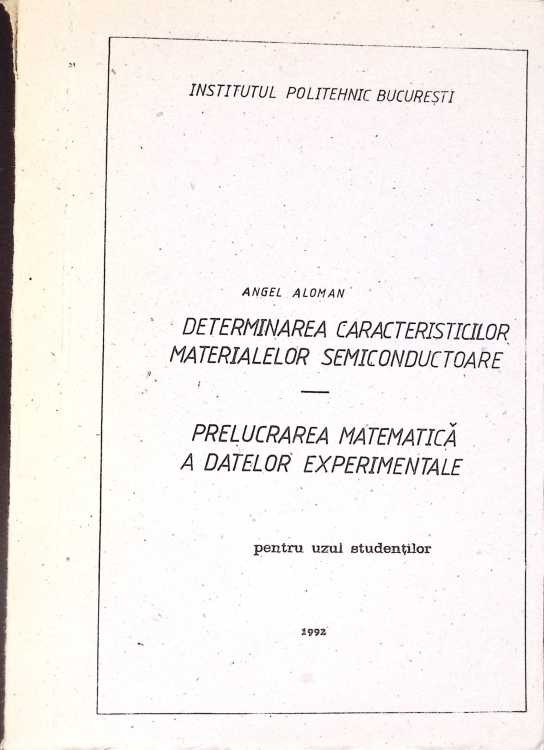 INSTITUTUL POLITEHNIC BUCUREȘTI
ANGEL ALOMAN
DETERMINAREA CARACTERISTICILOR
MATERIALELOR SEMICONDUCTOARE
—
PRELUCRAREA MATEMATICĂ
A DATELOR EXPERIMENTALE
pentru uzul studenților
1992